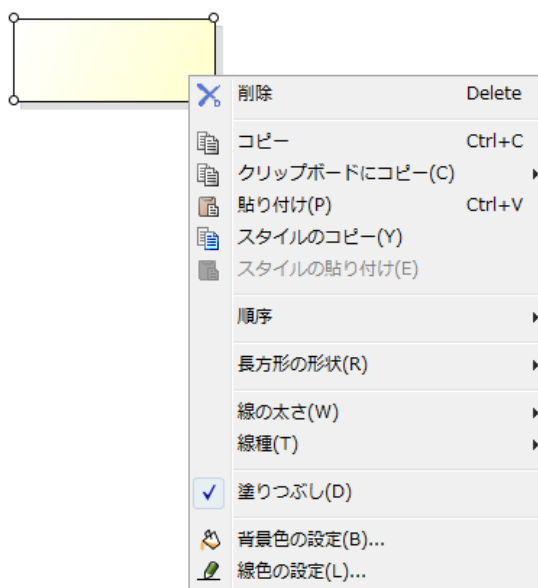 削除 Delete
コピー Ctrl+C
クリップボードにコピー(C)
貼り付け(P) Ctrl+V
スタイルのコピー(Y)
スタイルの貼り付け(E)
順序
長方形の形状(R)
線の太さ(W)
線種(T)
塗りつぶし(D)
背景色の設定(B)...
線色の設定(L)...